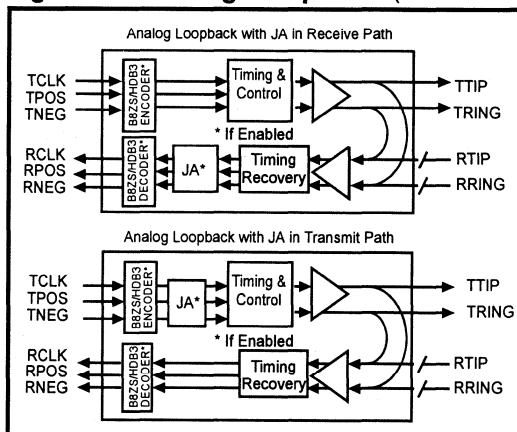 Analog Loopback with JA in Receive Path
TCLK
TPOS
TNEG
B8ZS/HDB3
ENCODER*
Timing &
Control
TTIP
TRING
* If Enabled
RCLK
RPOS
RNEG
B8ZS/HDB3
DECODER*
JA*
Timing
Recovery
RTIP
RRING
Analog Loopback with JA in Transmit Path
TCLK
TPOS
TNEG
B8ZS/HDB3
ENCODER*
JA*
Timing &
Control
TTIP
TRING
* If Enabled
RCLK
RPOS
RNEG
B8ZS/HDB3
DECODER*
Timing
Recovery
RTIP
RRING